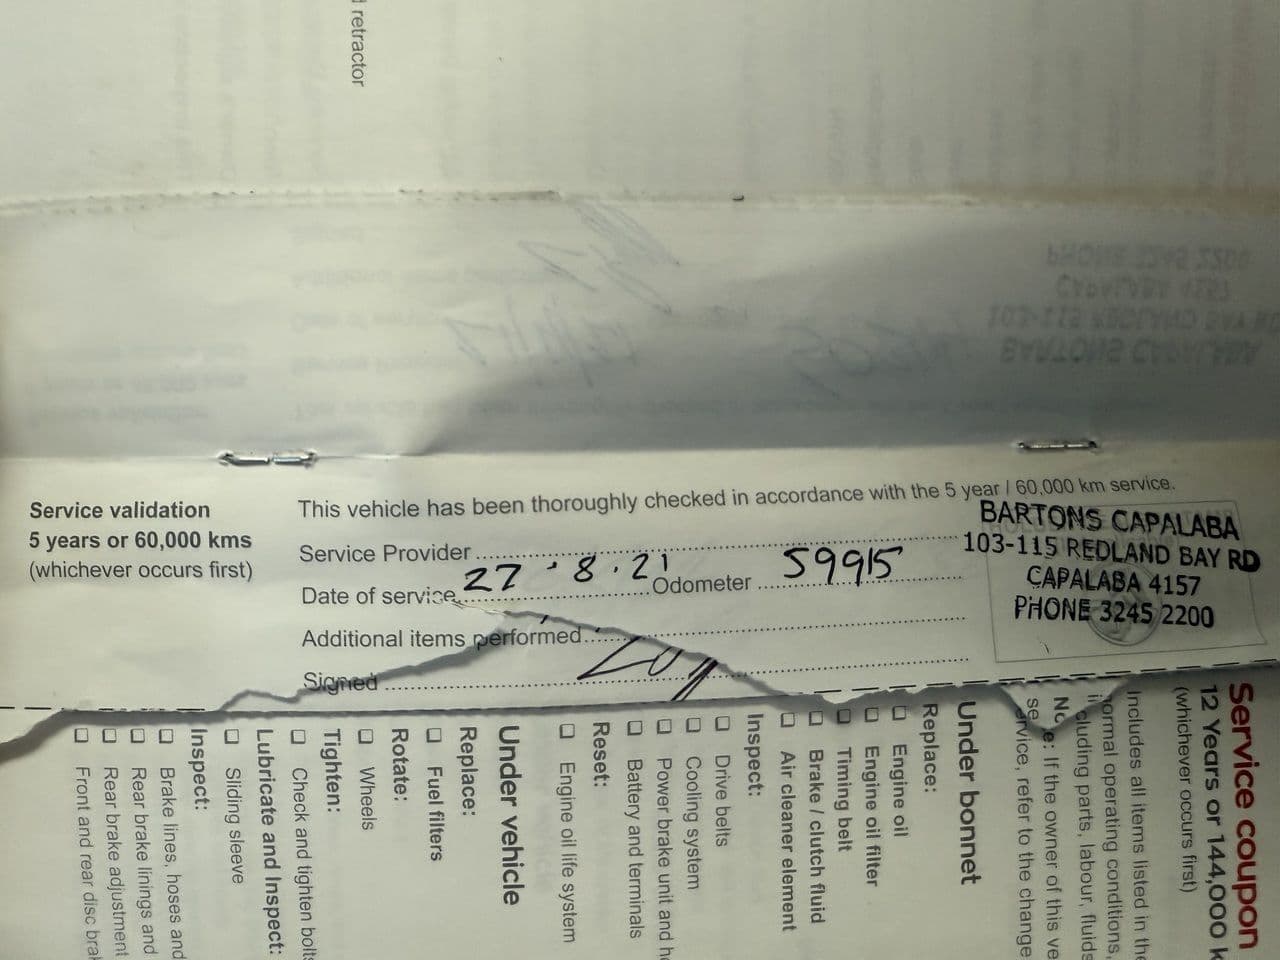 retractor
Service validation
5 years or 60,000 kms
(whichever occurs first)
This vehicle has been thoroughly checked in accordance with the 5 year / 60,000 km service.
Service Provider
Date of service 27.8.21 Odometer 59915
Additional items performed
Signed
BARTONS CAPALABA
103-115 REDLAND BAY RD
CAPALABA 4157
PHONE 3245 2200
Service coupon
12 Years or 144,000
(whichever occurs first)
Includes all items listed in the
normal operating conditions,
cluding parts, labour, fluids
If the owner of this ve
service, refer to the change
Under bonnet
Replace:
Engine oil
Engine oil filter
Timing belt
Brake / clutch fluid
Air cleaner element
Inspect:
Drive belts
Cooling system
Power brake unit and
Battery and terminals
Reset:
Engine oil life system
Under vehicle
Replace:
Fuel filters
Rotate:
Wheels
Tighten:
Check and tighten bolts
Lubricate and Inspect:
Sliding sleeve
Inspect:
Brake lines, hoses and
Rear brake linings and
Rear brake adjustment
Front and rear disc bra